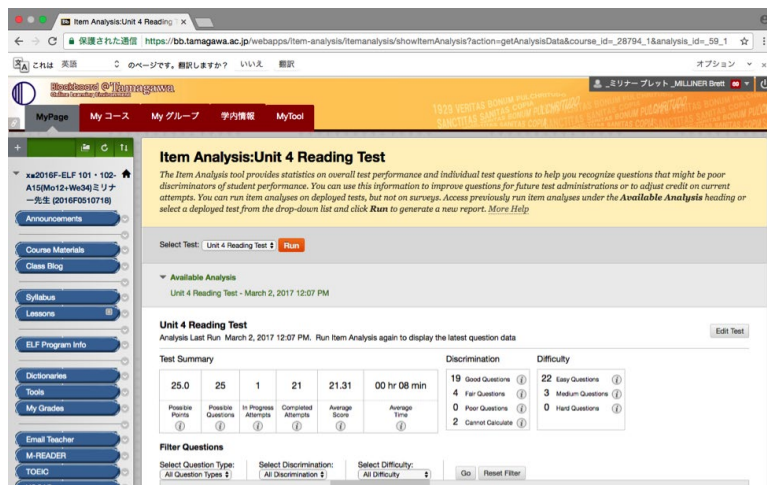 Item Analysis:Unit 4 Reading T
保護された通信 https://bb.tamagawa.ac.jp/webapps/item-analysis/itemanalysis/showItemAnalysis?action=getAnalysisData&course_id=_28794_1&analysis_id=_59_1
これは 英語 のページです。翻訳しますか? いいえ 翻訳 オプション
Blackboard @Tamagawa
Online Learning Environment
_ミリナー ブレット _MILLINER Brett
MyPage My コース My グループ 学内情報 MyTool
x■2016F-ELF 101・102-A15(Mo12+We34)ミリナー先生 (2016F0510718)
Announcements
Course Materials
Class Blog
Syllabus
Lessons
ELF Program Info
Dictionaries
Tools
My Grades
Email Teacher
M-READER
TOEIC
Item Analysis:Unit 4 Reading Test
The Item Analysis tool provides statistics on overall test performance and individual test questions to help you recognize questions that might be poor
discriminators of student performance. You can use this information to improve questions for future test administrations or to adjust credit on current
attempts. You can run item analyses on deployed tests, but not on surveys. Access previously run item analyses under the Available Analysis heading or
select a deployed test from the drop-down list and click Run to generate a new report. More Help
Select Test: Unit 4 Reading Test Run
Available Analysis
Unit 4 Reading Test - March 2, 2017 12:07 PM
Unit 4 Reading Test
Analysis Last Run March 2, 2017 12:07 PM. Run Item Analysis again to display the latest question data
Edit Test
Test Summary
25.0 25 1 21 21.31 00 hr 08 min
Possible Points Possible Questions In Progress Attempts Completed Attempts Average Score Average Time
Discrimination
19 Good Questions
4 Fair Questions
0 Poor Questions
2 Cannot Calculate
Difficulty
22 Easy Questions
3 Medium Questions
0 Hard Questions
Filter Questions
Select Question Type: Select Discrimination: Select Difficulty:
All Question Types All Discrimination All Difficulty Go Reset Filter